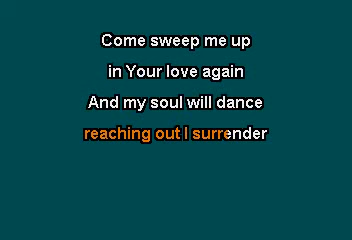 Come sweep me up
in Your love again
And my soul will dance
reaching out I surrender